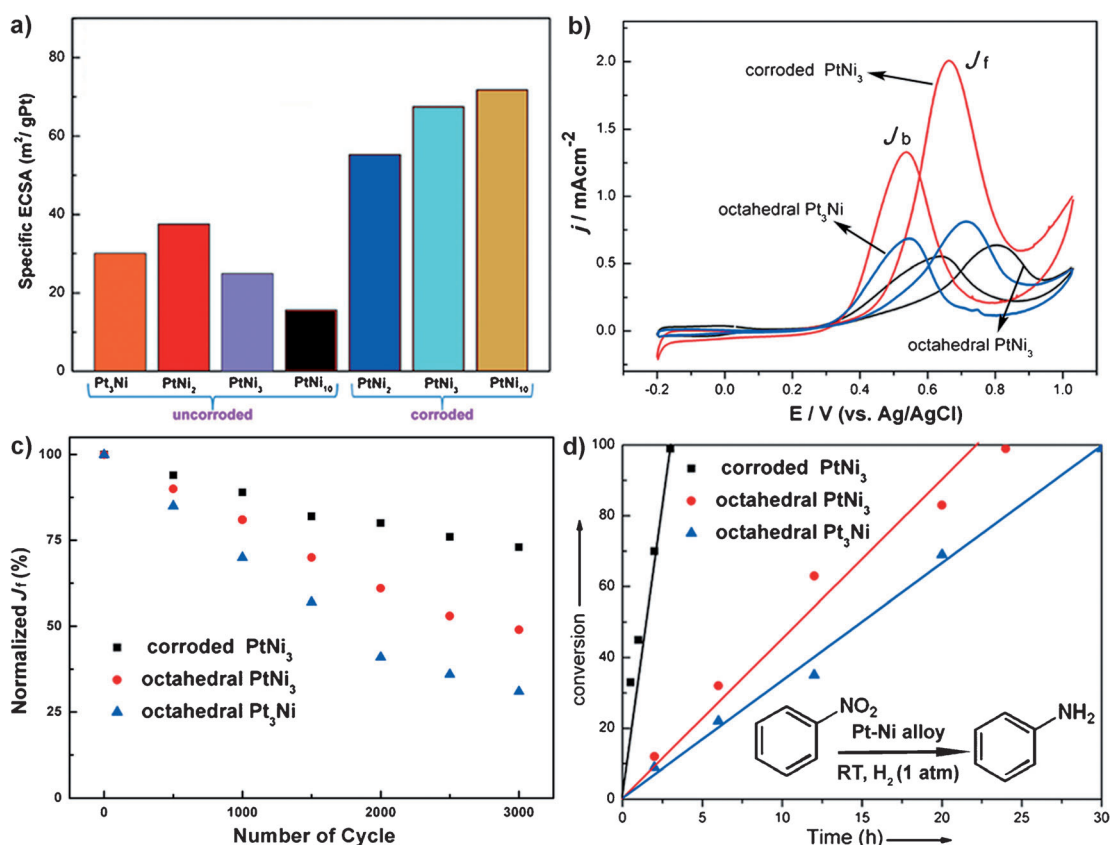 a)
Specific ECSA (m²/ gPt)
80
60
40
20
0
Pt₃Ni PtNi₂ PtNi₃ PtNi₁₀ PtNi₂ PtNi₃ PtNi₁₀
uncorroded corroded
b)
j / mAcm⁻²
2.0
1.5
1.0
0.5
0.0
corroded PtNi₃
Jf
Jb
octahedral Pt₃Ni
octahedral PtNi₃
-0.2 0.0 0.2 0.4 0.6 0.8 1.0
E / V (vs. Ag/AgCl)
c)
Normalized Jf (%)
100
75
50
25
0
corroded PtNi₃
octahedral PtNi₃
octahedral Pt₃Ni
0 1000 2000 3000
Number of Cycle
d)
conversion
100
80
60
40
20
0
corroded PtNi₃
octahedral PtNi₃
octahedral Pt₃Ni
NO₂
Pt-Ni alloy
RT, H₂ (1 atm)
NH₂
0 5 10 15 20 25 30
Time (h)